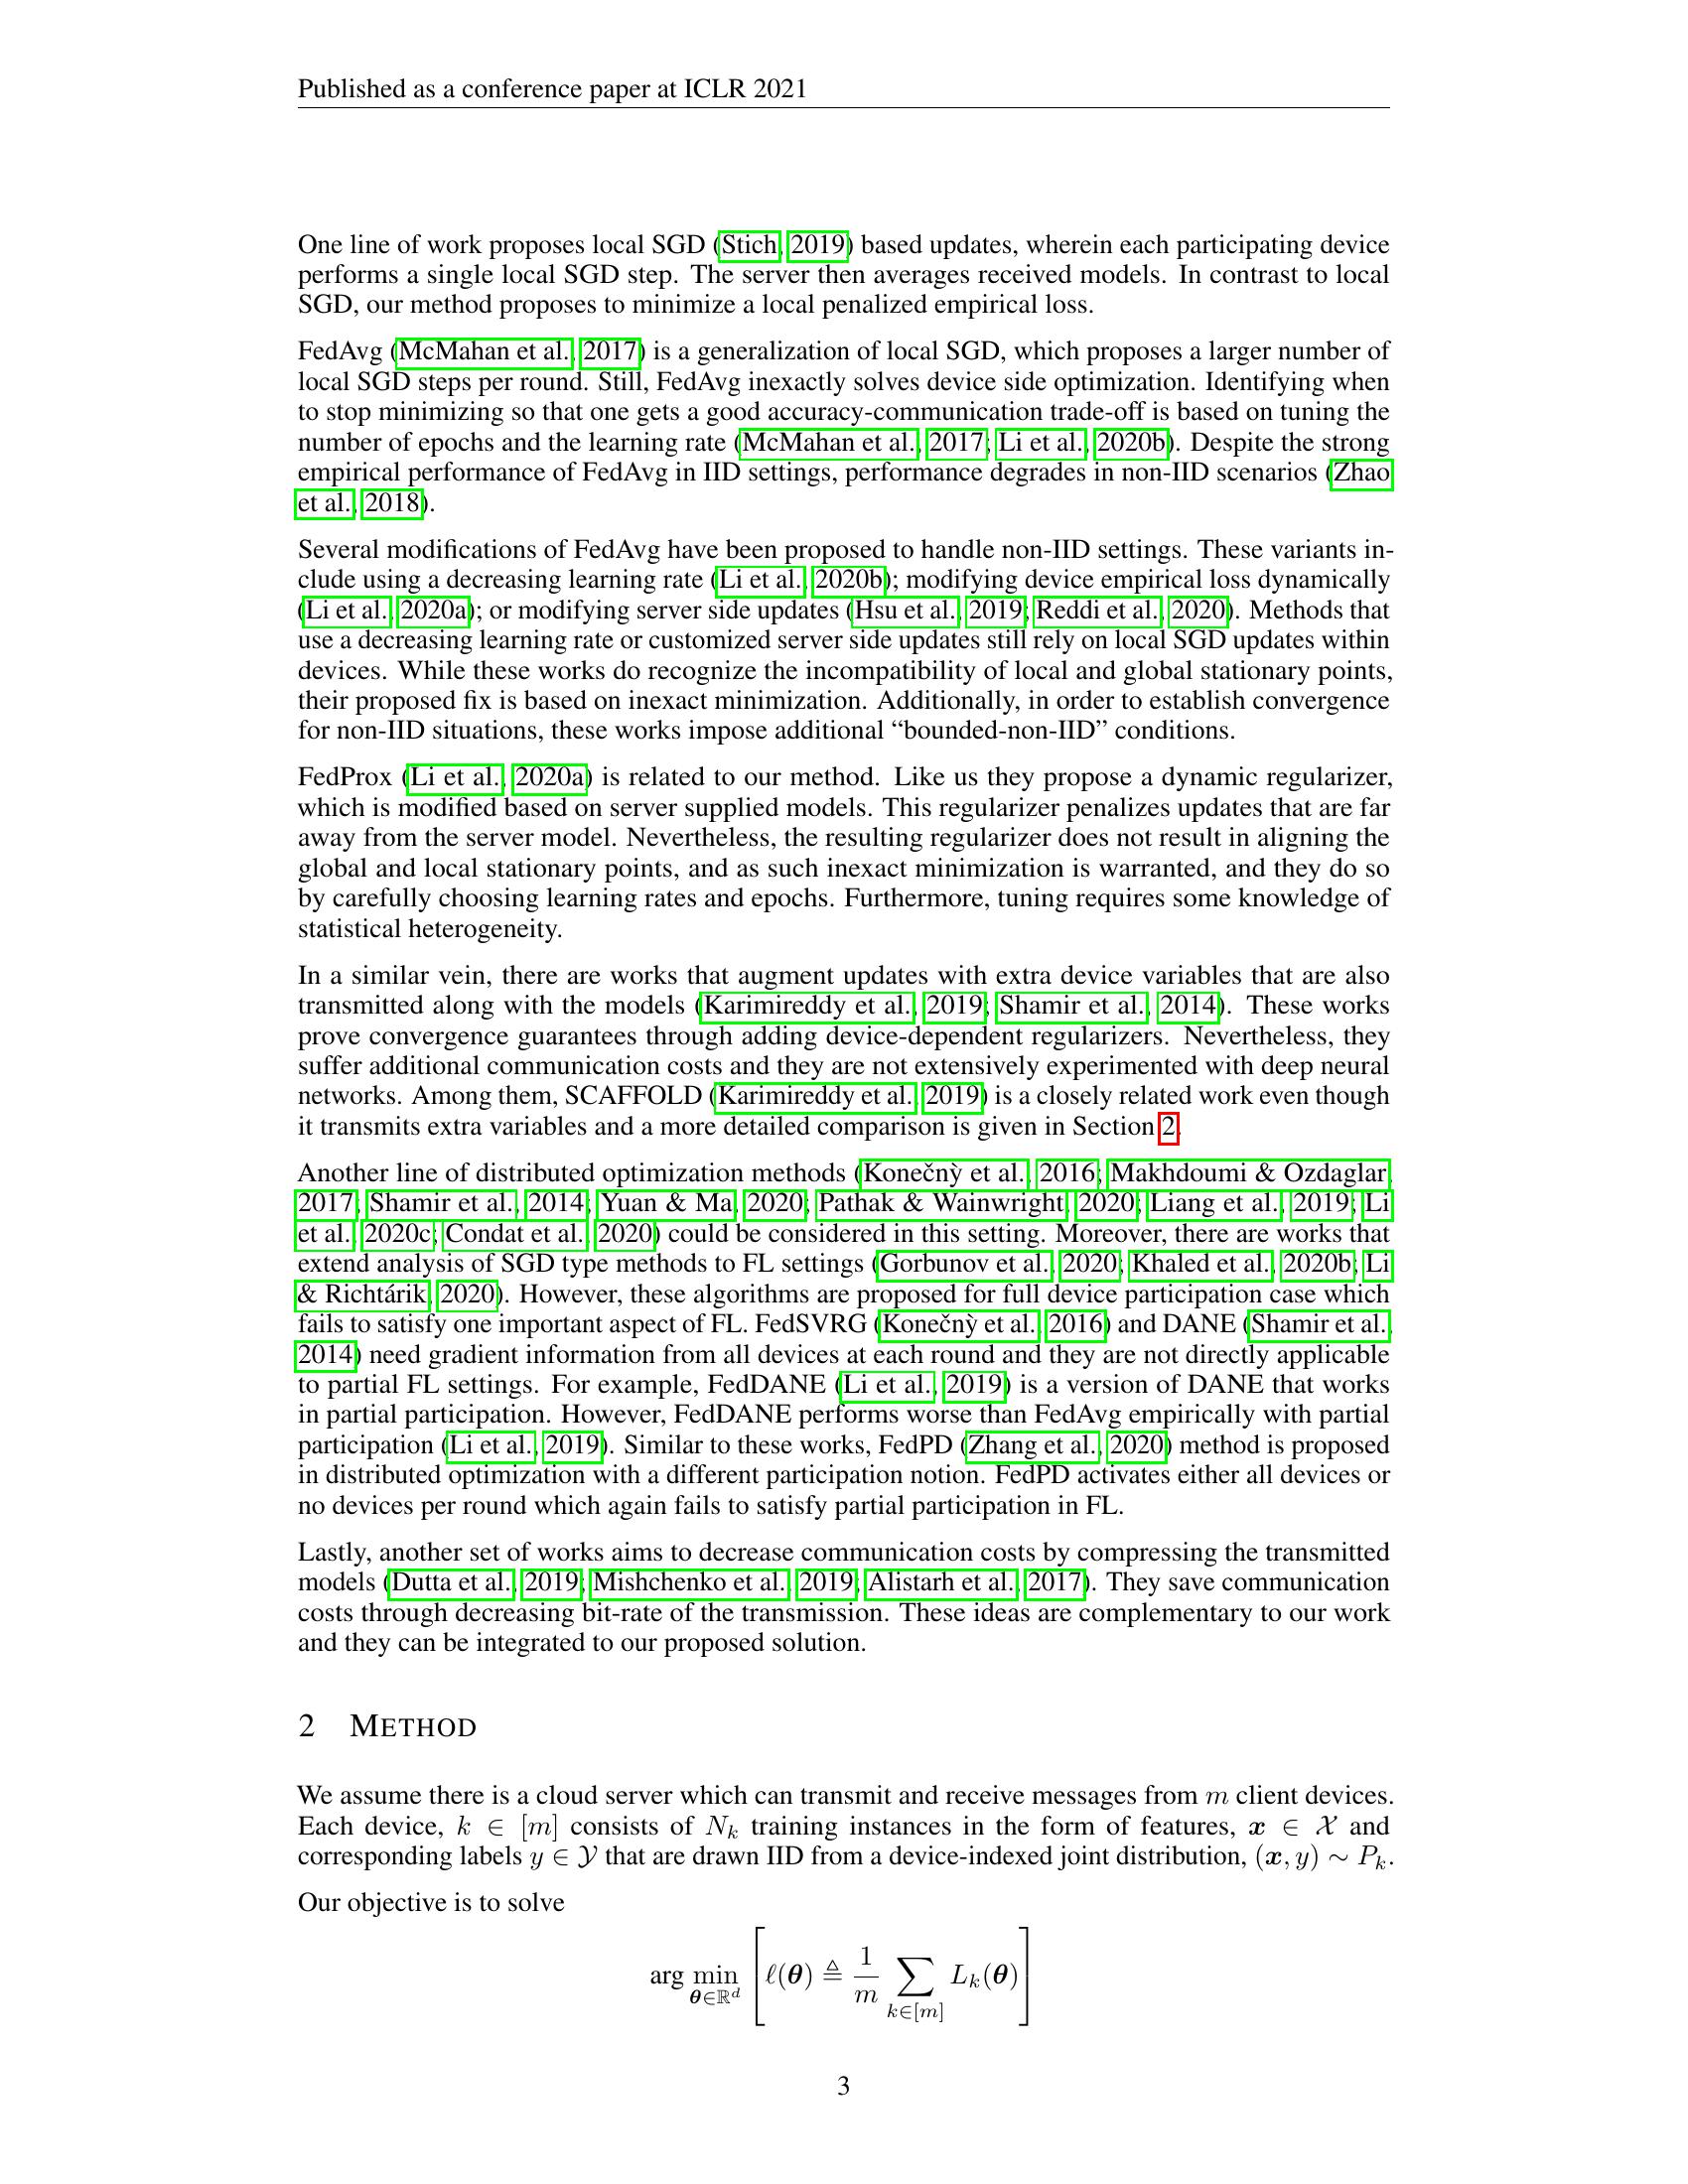 Published as a conference paper at ICLR 2021
One line of work proposes local SGD (Stich, 2019) based updates, wherein each participating device
performs a single local SGD step. The server then averages received models. In contrast to local
SGD, our method proposes to minimize a local penalized empirical loss.
FedAvg (McMahan et al., 2017) is a generalization of local SGD, which proposes a larger number of
local SGD steps per round. Still, FedAvg inexactly solves device side optimization. Identifying when
to stop minimizing so that one gets a good accuracy-communication trade-off is based on tuning the
number of epochs and the learning rate (McMahan et al., 2017; Li et al., 2020b). Despite the strong
empirical performance of FedAvg in IID settings, performance degrades in non-IID scenarios (Zhao
et al., 2018).
Several modifications of FedAvg have been proposed to handle non-IID settings. These variants in-
clude using a decreasing learning rate (Li et al., 2020b); modifying device empirical loss dynamically
(Li et al., 2020a); or modifying server side updates (Hsu et al., 2019; Reddi et al., 2020). Methods that
use a decreasing learning rate or customized server side updates still rely on local SGD updates within
devices. While these works do recognize the incompatibility of local and global stationary points,
their proposed fix is based on inexact minimization. Additionally, in order to establish convergence
for non-IID situations, these works impose additional “bounded-non-IID” conditions.
FedProx (Li et al., 2020a) is related to our method. Like us they propose a dynamic regularizer,
which is modified based on server supplied models. This regularizer penalizes updates that are far
away from the server model. Nevertheless, the resulting regularizer does not result in aligning the
global and local stationary points, and as such inexact minimization is warranted, and they do so
by carefully choosing learning rates and epochs. Furthermore, tuning requires some knowledge of
statistical heterogeneity.
In a similar vein, there are works that augment updates with extra device variables that are also
transmitted along with the models (Karimireddy et al., 2019; Shamir et al., 2014). These works
prove convergence guarantees through adding device-dependent regularizers. Nevertheless, they
suffer additional communication costs and they are not extensively experimented with deep neural
networks. Among them, SCAFFOLD (Karimireddy et al., 2019) is a closely related work even though
it transmits extra variables and a more detailed comparison is given in Section 2.
Another line of distributed optimization methods (Konečnỳ et al., 2016; Makhdoumi & Ozdaglar,
2017; Shamir et al., 2014; Yuan & Ma, 2020; Pathak & Wainwright, 2020; Liang et al., 2019; Li
et al., 2020c; Condat et al., 2020) could be considered in this setting. Moreover, there are works that
extend analysis of SGD type methods to FL settings (Gorbunov et al., 2020; Khaled et al., 2020b; Li
& Richtárik, 2020). However, these algorithms are proposed for full device participation case which
fails to satisfy one important aspect of FL. FedSVRG (Konečnỳ et al., 2016) and DANE (Shamir et al.,
2014) need gradient information from all devices at each round and they are not directly applicable
to partial FL settings. For example, FedDANE (Li et al., 2019) is a version of DANE that works
in partial participation. However, FedDANE performs worse than FedAvg empirically with partial
participation (Li et al., 2019). Similar to these works, FedPD (Zhang et al., 2020) method is proposed
in distributed optimization with a different participation notion. FedPD activates either all devices or
no devices per round which again fails to satisfy partial participation in FL.
Lastly, another set of works aims to decrease communication costs by compressing the transmitted
models (Dutta et al., 2019; Mishchenko et al., 2019; Alistarh et al., 2017). They save communication
costs through decreasing bit-rate of the transmission. These ideas are complementary to our work
and they can be integrated to our proposed solution.
2 METHOD
We assume there is a cloud server which can transmit and receive messages from m client devices.
Each device, k ∈ [m] consists of N_k training instances in the form of features, x ∈ 𝒳 and
corresponding labels y ∈ 𝒴 that are drawn IID from a device-indexed joint distribution, (x, y) ∼ P_k.
Our objective is to solve
arg min_{θ∈ℝ^d} [ℓ(θ) ≜ 1/m ∑_{k∈[m]} L_k(θ)]
3